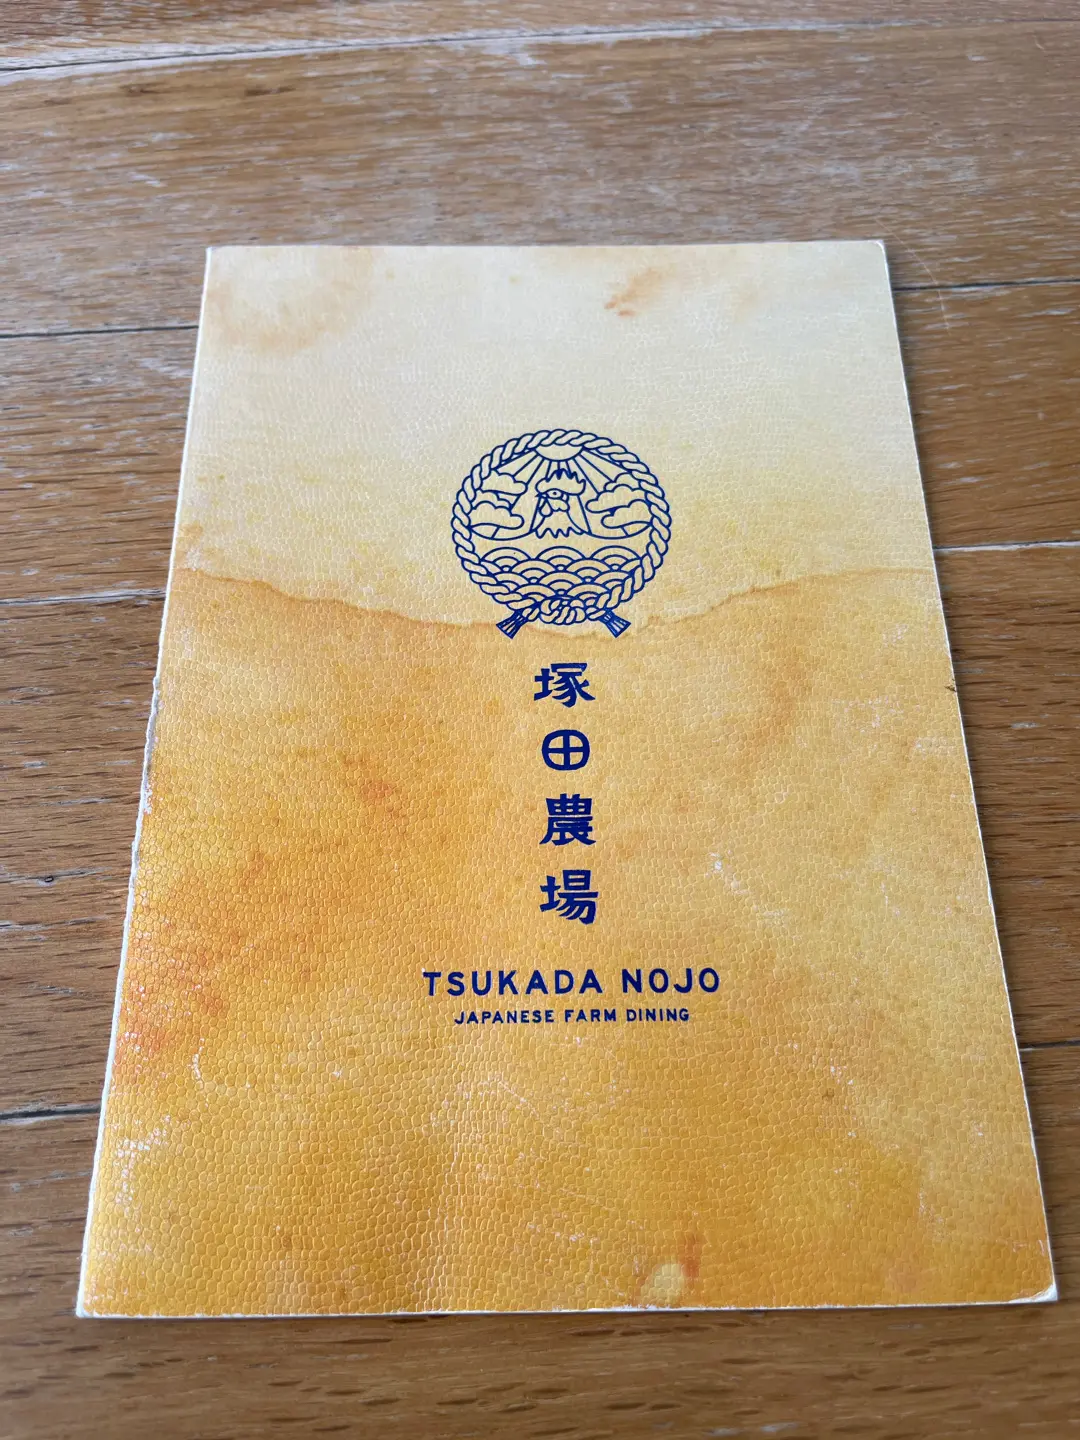 塚田農場
TSUKADA NOJO
JAPANESE FARM DINING